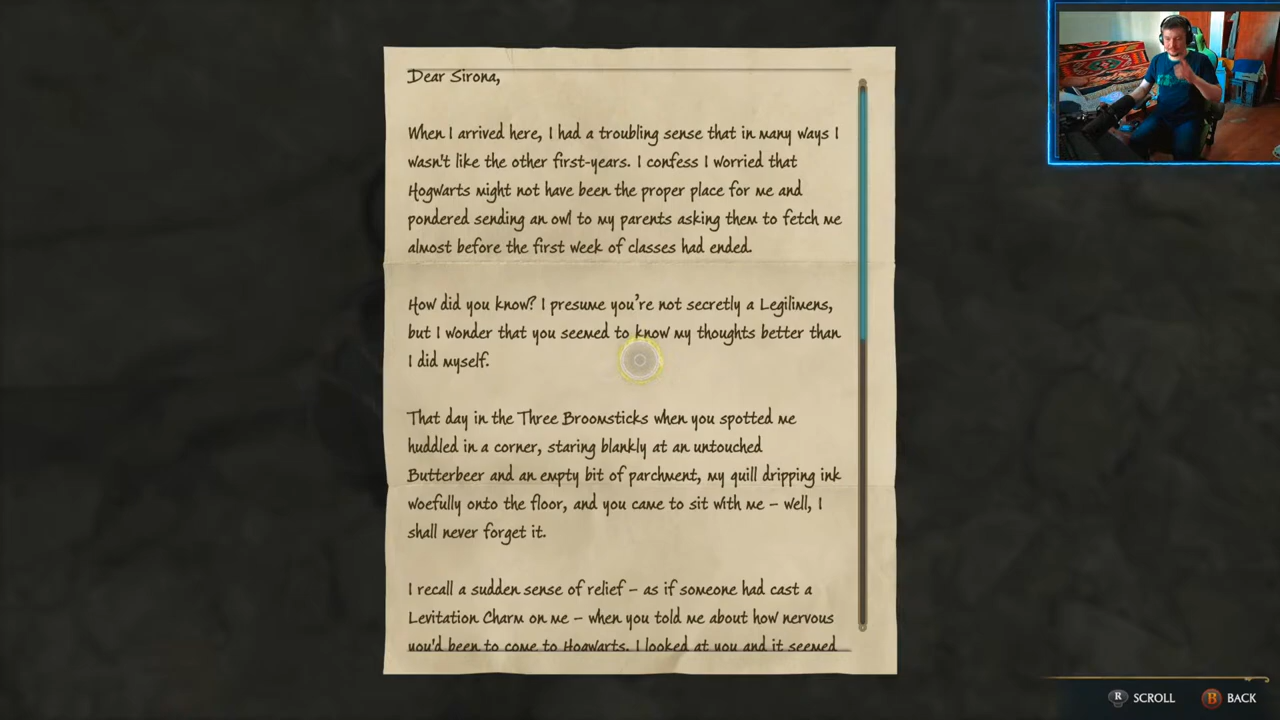 Dear Sirona,
When I arrived here, I had a troubling sense that in many ways I
wasn't like the other first-years. I confess I worried that
Hogwarts might not have been the proper place for me and
pondered sending an owl to my parents asking them to fetch me
almost before the first week of classes had ended.
How did you know? I presume you're not secretly a Legilimens,
but I wonder that you seemed to know my thoughts better than
I did myself.
That day in the Three Broomsticks when you spotted me
huddled in a corner, staring blankly at an untouched
Butterbeer and an empty bit of parchment, my quill dripping ink
woefully onto the floor, and you came to sit with me – well, I
shall never forget it.
I recall a sudden sense of relief – as if someone had cast a
Levitation Charm on me – when you told me about how nervous
you'd been to come to Hogwarts. I looked at you and it seemed
R SCROLL B BACK